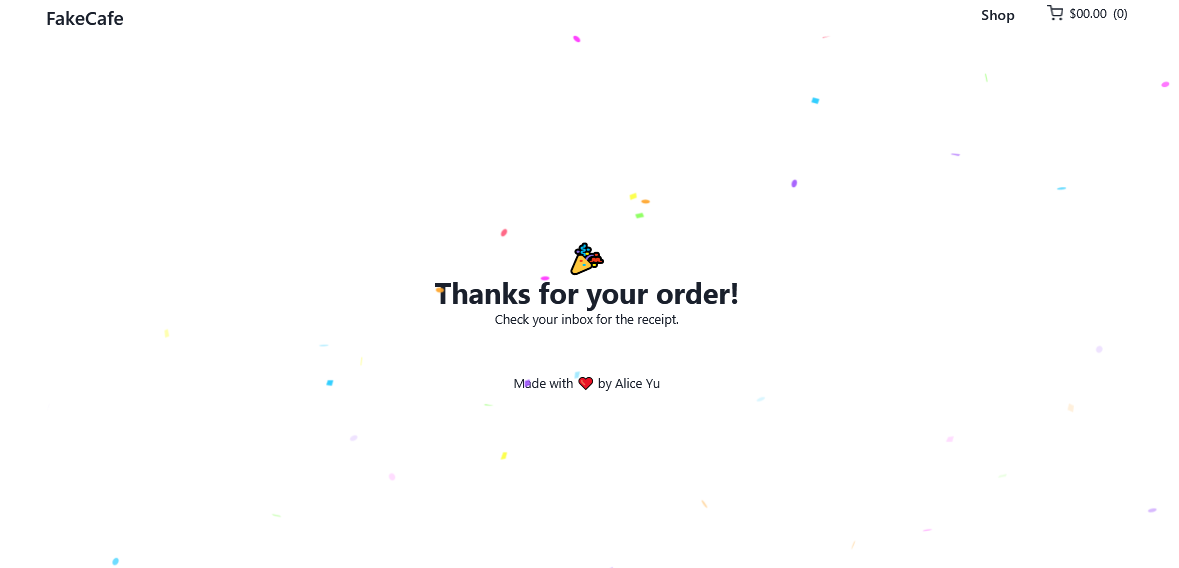 FakeCafe
Shop
$00.00 (0)
Thanks for your order!
Check your inbox for the receipt.
Made with ❤️ by Alice Yu